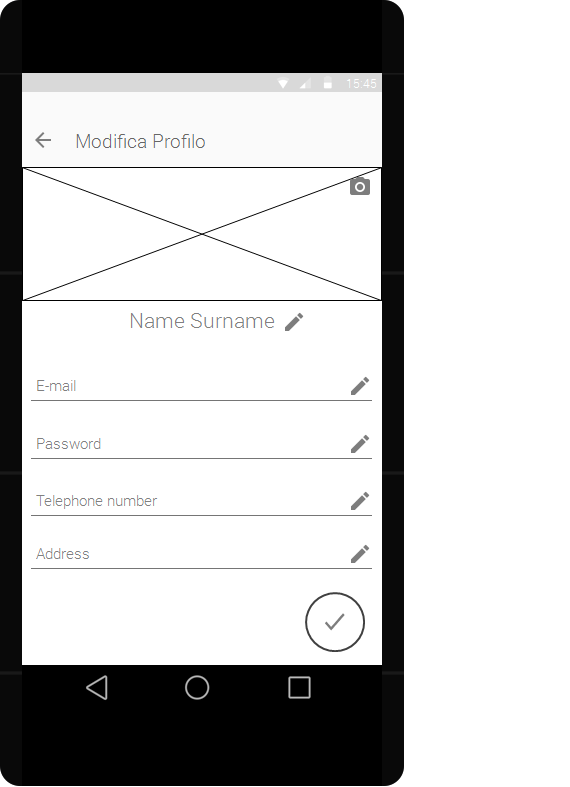 15:45
Modifica Profilo
Name Surname
E-mail
Password
Telephone number
Address